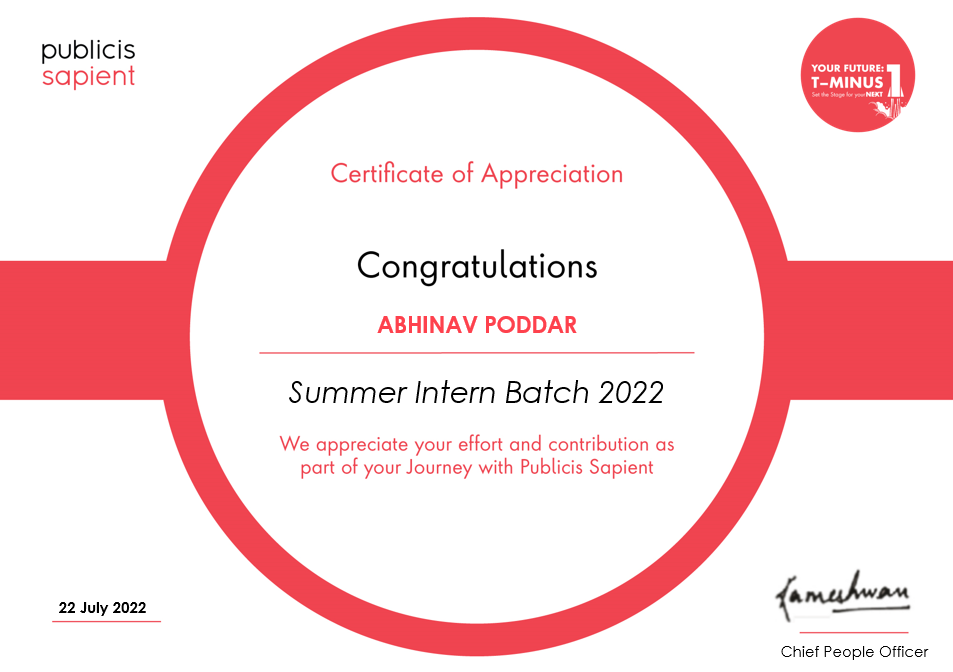 publicis
sapient
YOUR FUTURE:
T–MINUS 1
Set the Stage for your NEXT
Certificate of Appreciation
Congratulations
ABHINAV PODDAR
Summer Intern Batch 2022
We appreciate your effort and contribution as
part of your Journey with Publicis Sapient
22 July 2022
Kameshwari
Chief People Officer